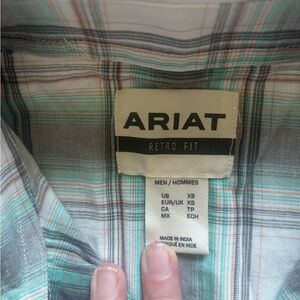 ARIAT
RETRO FIT
MEN / HOMMES
US XS
EUR/UK XS
CA TP
MX ECH
MADE IN INDIA
FABRIQUÉ EN INDE